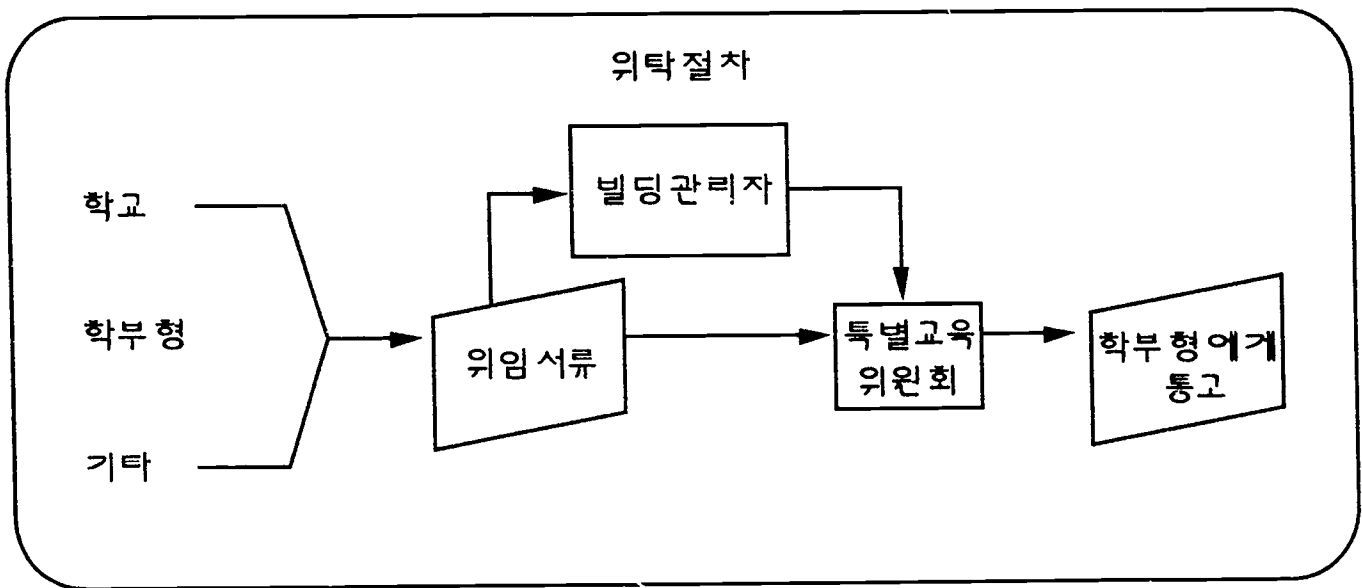 위탁절차
빌딩관리자
학교
학부형
기타
위임서류
특별교육
위원회
학부형에게
통고